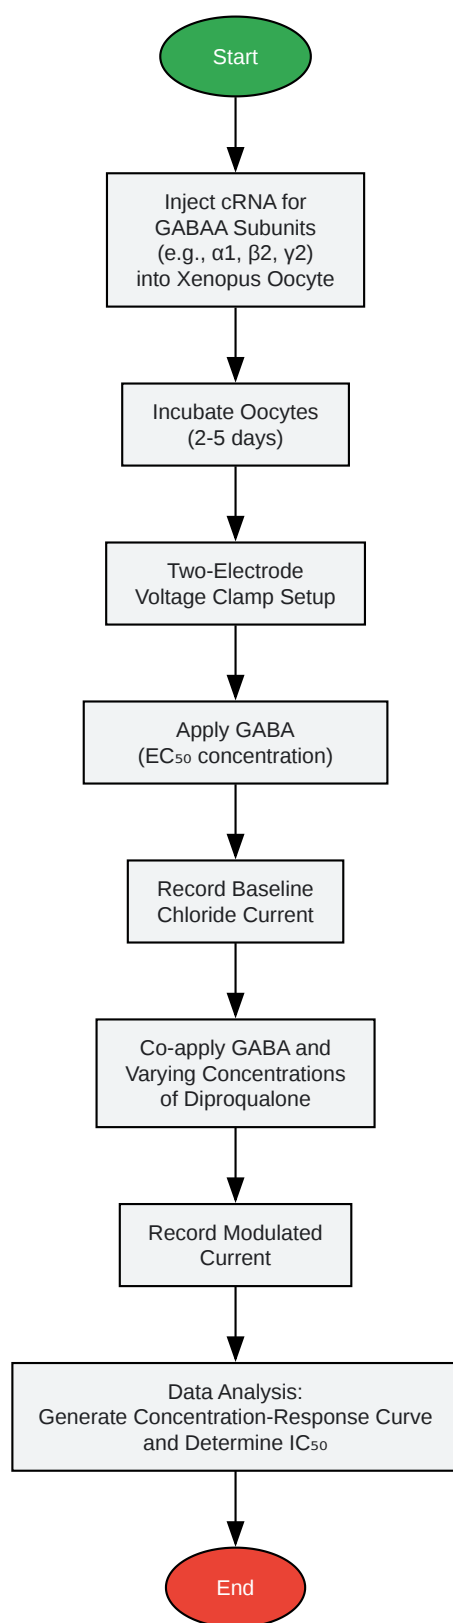 Start
Inject cRNA for
GABAA Subunits
(e.g., α1, β2, γ2)
into Xenopus Oocyte
Incubate Oocytes
(2-5 days)
Two-Electrode
Voltage Clamp Setup
Apply GABA
(EC₅₀ concentration)
Record Baseline
Chloride Current
Co-apply GABA and
Varying Concentrations
of Diproqualone
Record Modulated
Current
Data Analysis:
Generate Concentration-Response Curve
and Determine IC₅₀
End